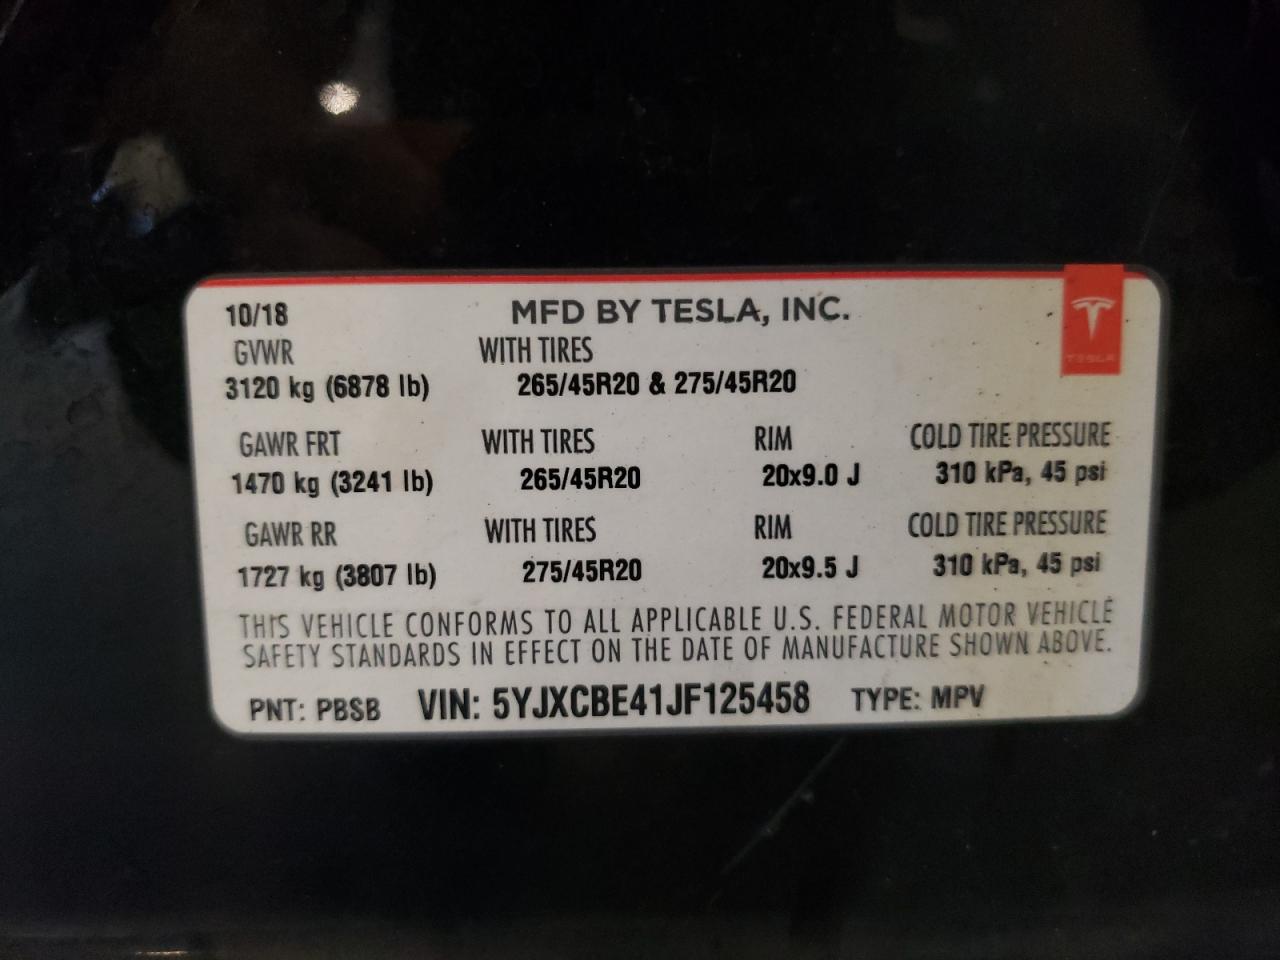 10/18 MFD BY TESLA, INC.
TESLA
GVWR WITH TIRES
3120 kg (6878 lb) 265/45R20 & 275/45R20
GAWR FRT WITH TIRES RIM COLD TIRE PRESSURE
1470 kg (3241 lb) 265/45R20 20x9.0 J 310 kPa, 45 psi
GAWR RR WITH TIRES RIM COLD TIRE PRESSURE
1727 kg (3807 lb) 275/45R20 20x9.5 J 310 kPa, 45 psi
THIS VEHICLE CONFORMS TO ALL APPLICABLE U.S. FEDERAL MOTOR VEHICLE
SAFETY STANDARDS IN EFFECT ON THE DATE OF MANUFACTURE SHOWN ABOVE.
PNT: PBSB VIN: 5YJXCBE41JF125458 TYPE: MPV